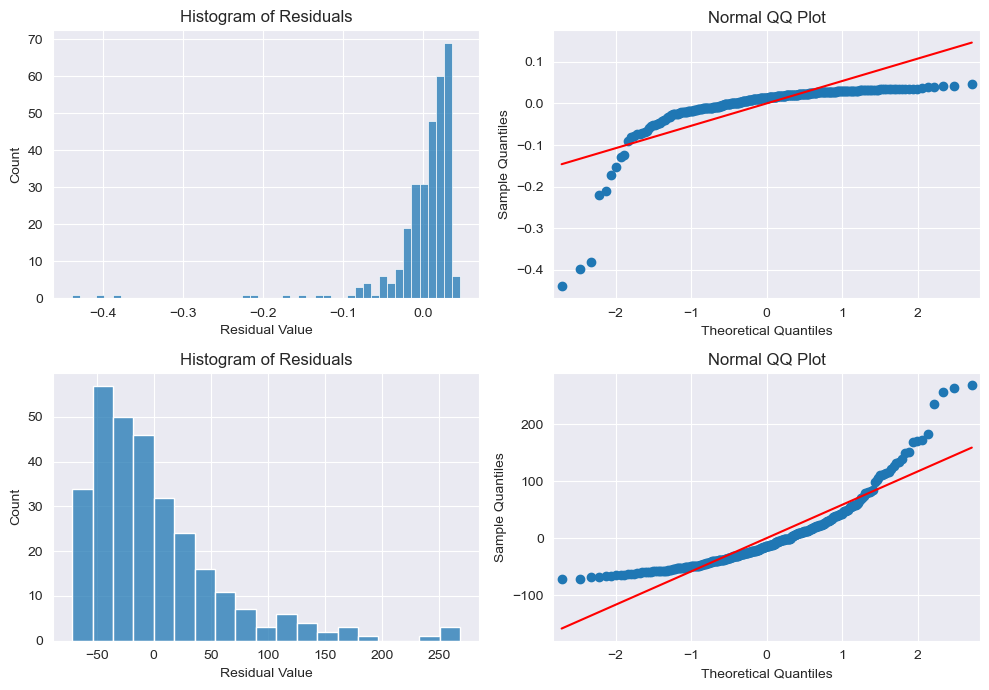 Histogram of Residuals
70
60
50
40
30
20
10
0
Count
−0.4 −0.3 −0.2 −0.1 0.0
Residual Value
Normal QQ Plot
0.1
0.0
−0.1
−0.2
−0.3
−0.4
Sample Quantiles
−2 −1 0 1 2
Theoretical Quantiles
Histogram of Residuals
50
40
30
20
10
0
Count
−50 0 50 100 150 200 250
Residual Value
Normal QQ Plot
200
100
0
−100
Sample Quantiles
−2 −1 0 1 2
Theoretical Quantiles